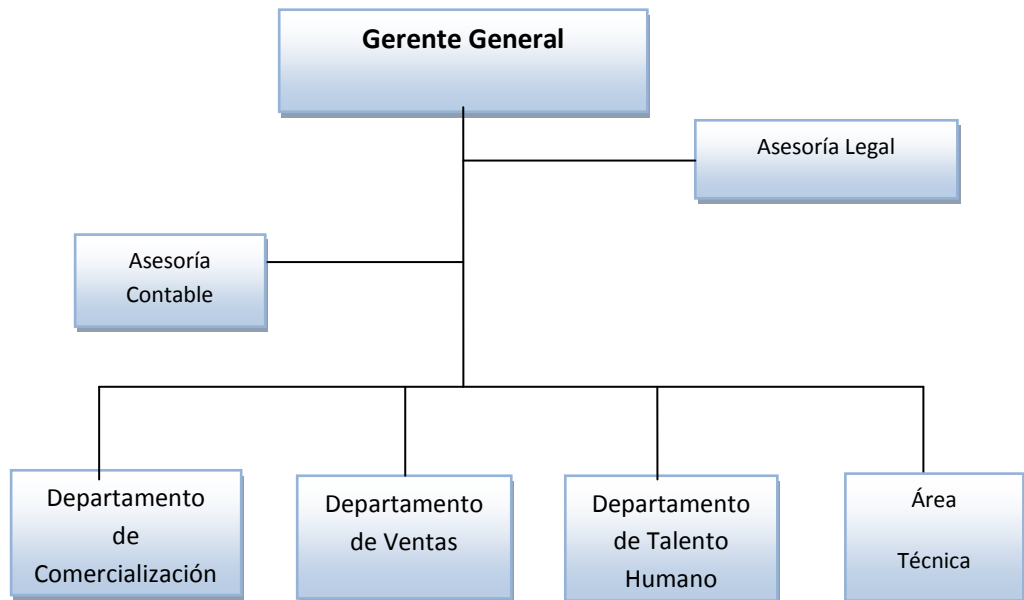 Gerente General
Asesoría Legal
Asesoría
Contable
Departamento
de
Comercialización
Departamento
de Ventas
Departamento
de Talento
Humano
Área
Técnica